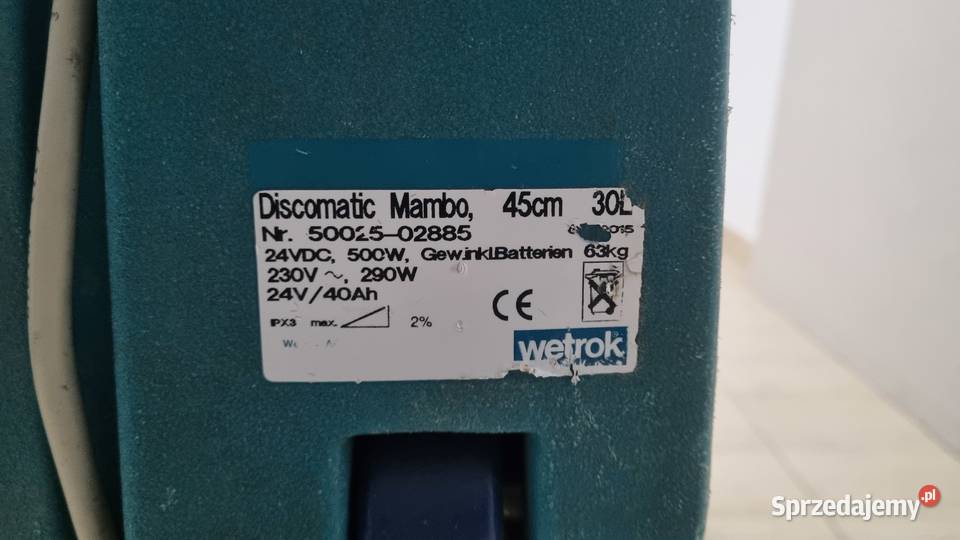 Discomatic Mambo, 45cm 30L
Nr. 50025-02885
24VDC, 500W, Gew.inkl.Batterien 63kg
230V ~, 290W
24V/40Ah
IPX3 max. 2%
CE
wetrok
Sprzedajemy.pl